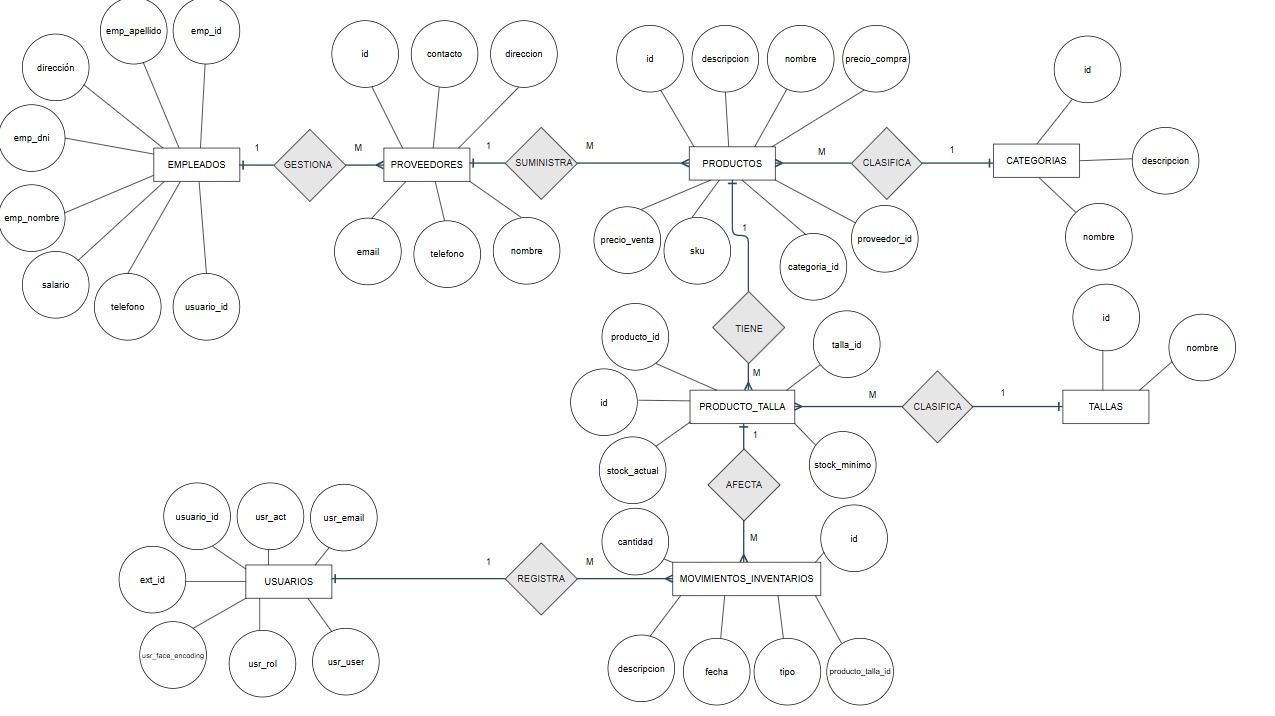 emp_apellido
emp_id
dirección
emp_dni
emp_nombre
salario
telefono
usuario_id
EMPLEADOS
1
GESTIONA
M
id
contacto
direccion
PROVEEDORES
email
telefono
nombre
1
SUMINISTRA
M
id
descripcion
nombre
precio_compra
PRODUCTOS
precio_venta
sku
categoria_id
proveedor_id
M
CLASIFICA
1
id
CATEGORIAS
descripcion
nombre
1
TIENE
M
producto_id
talla_id
id
PRODUCTO_TALLA
stock_actual
stock_minimo
M
CLASIFICA
1
id
nombre
TALLAS
1
AFECTA
M
usuario_id
usr_act
usr_email
ext_id
USUARIOS
usr_face_encoding
usr_rol
usr_user
1
REGISTRA
M
cantidad
id
MOVIMIENTOS_INVENTARIOS
descripcion
fecha
tipo
producto_talla_id